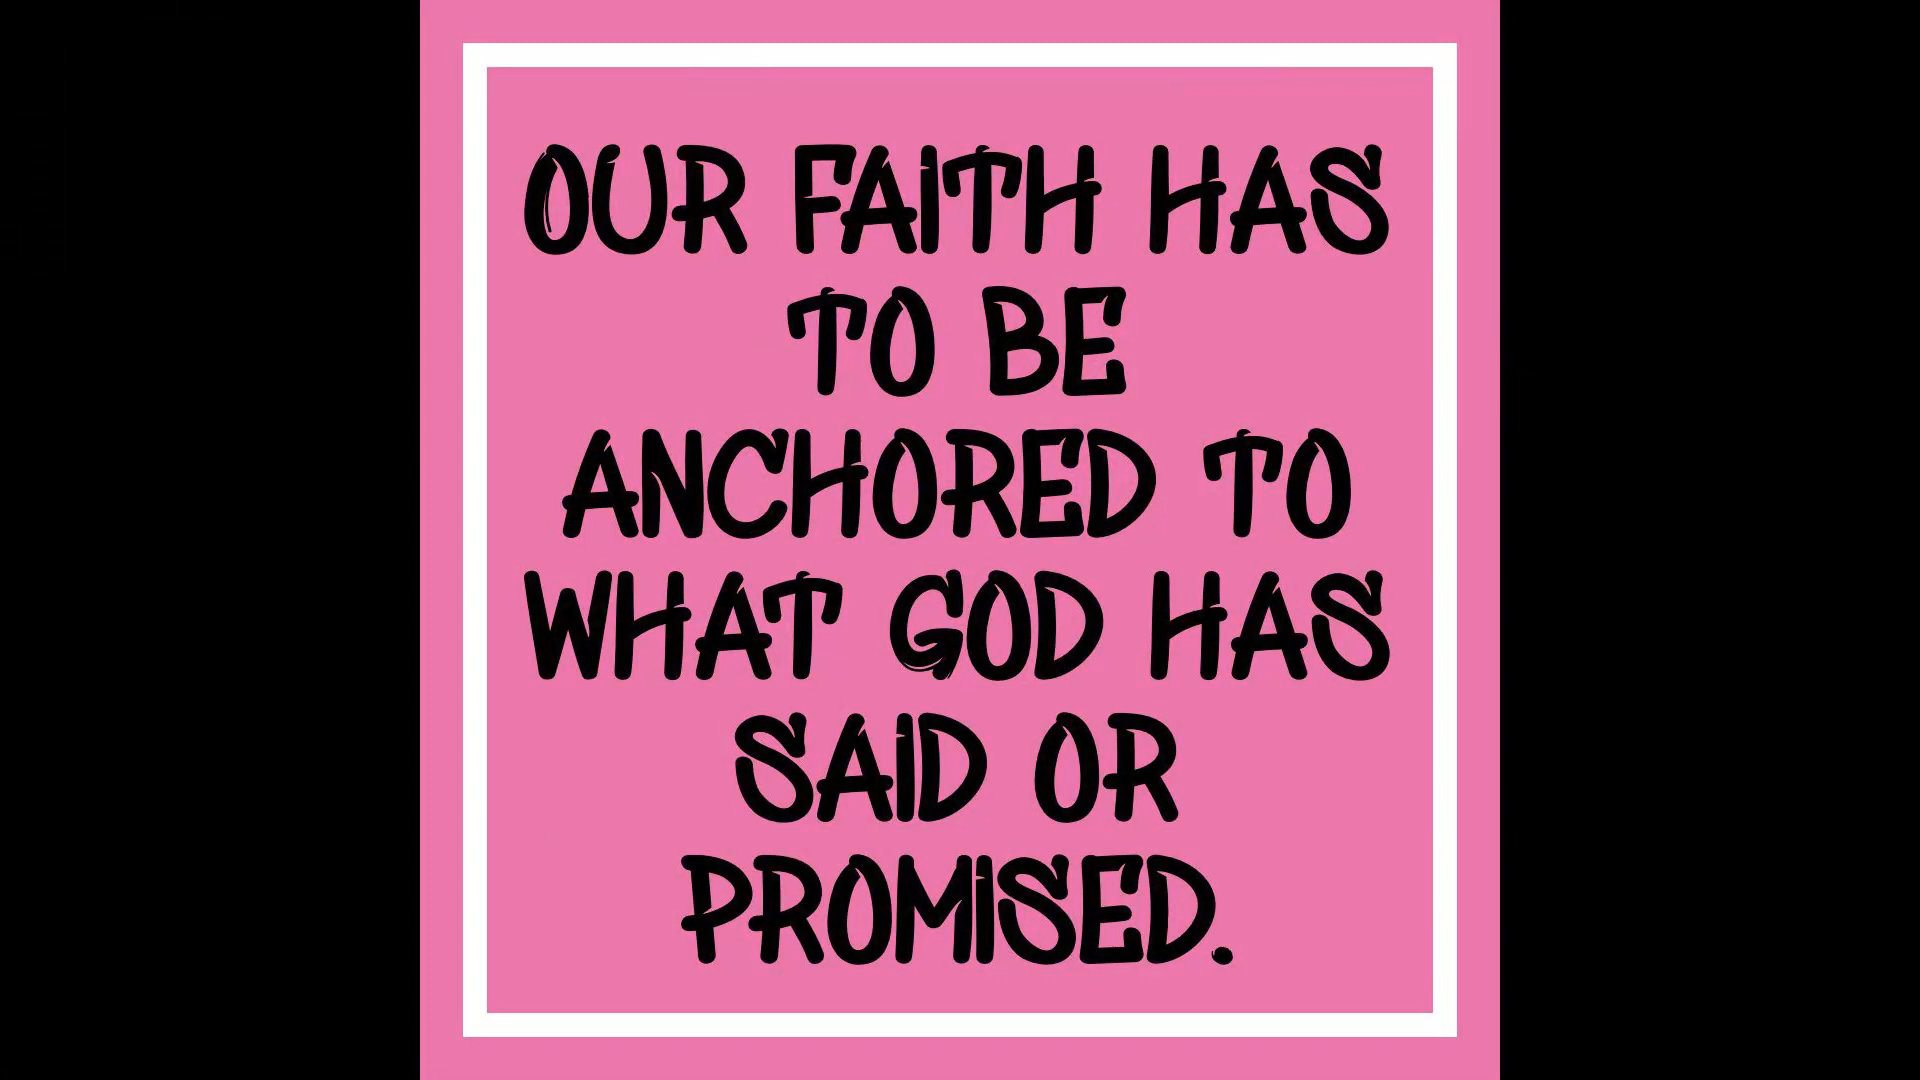 OUR FAITH HAS
TO BE
ANCHORED TO
WHAT GOD HAS
SAID OR
PROMISED.